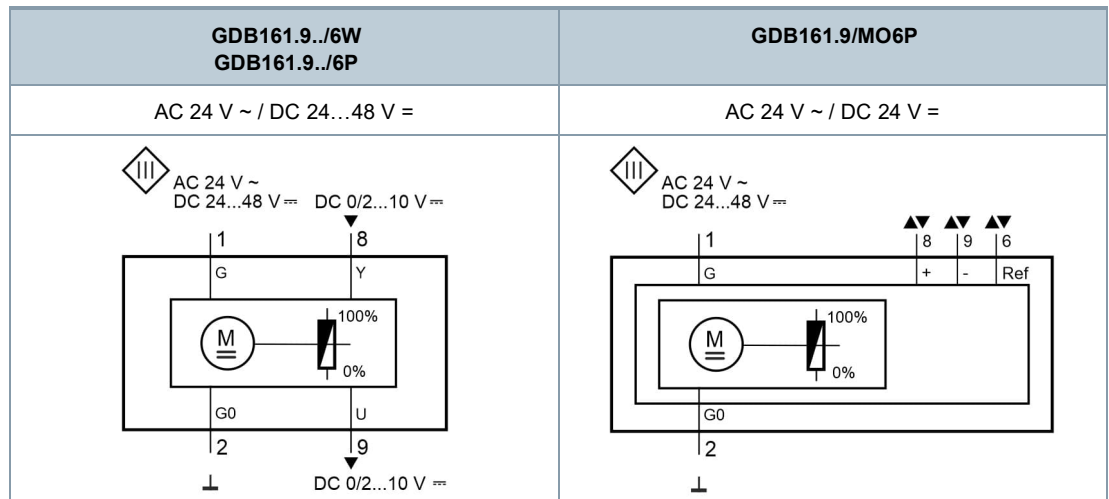 GDB161.9../6W
GDB161.9../6P
GDB161.9/MO6P
AC 24 V ~ / DC 24…48 V =
AC 24 V ~ / DC 24 V =
III
AC 24 V ~
DC 24...48 V ⎓ DC 0/2...10 V ⎓
1
8
G
Y
100%
M
0%
G0
U
2
9
DC 0/2...10 V ⎓
III
AC 24 V ~
DC 24...48 V ⎓
1
8
9
6
G
+
-
Ref
100%
M
0%
G0
2